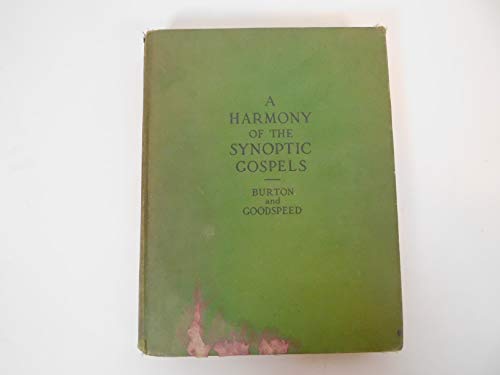 A
HARMONY
OF THE
SYNOPTIC
GOSPELS
BURTON
and
GOODSPEED